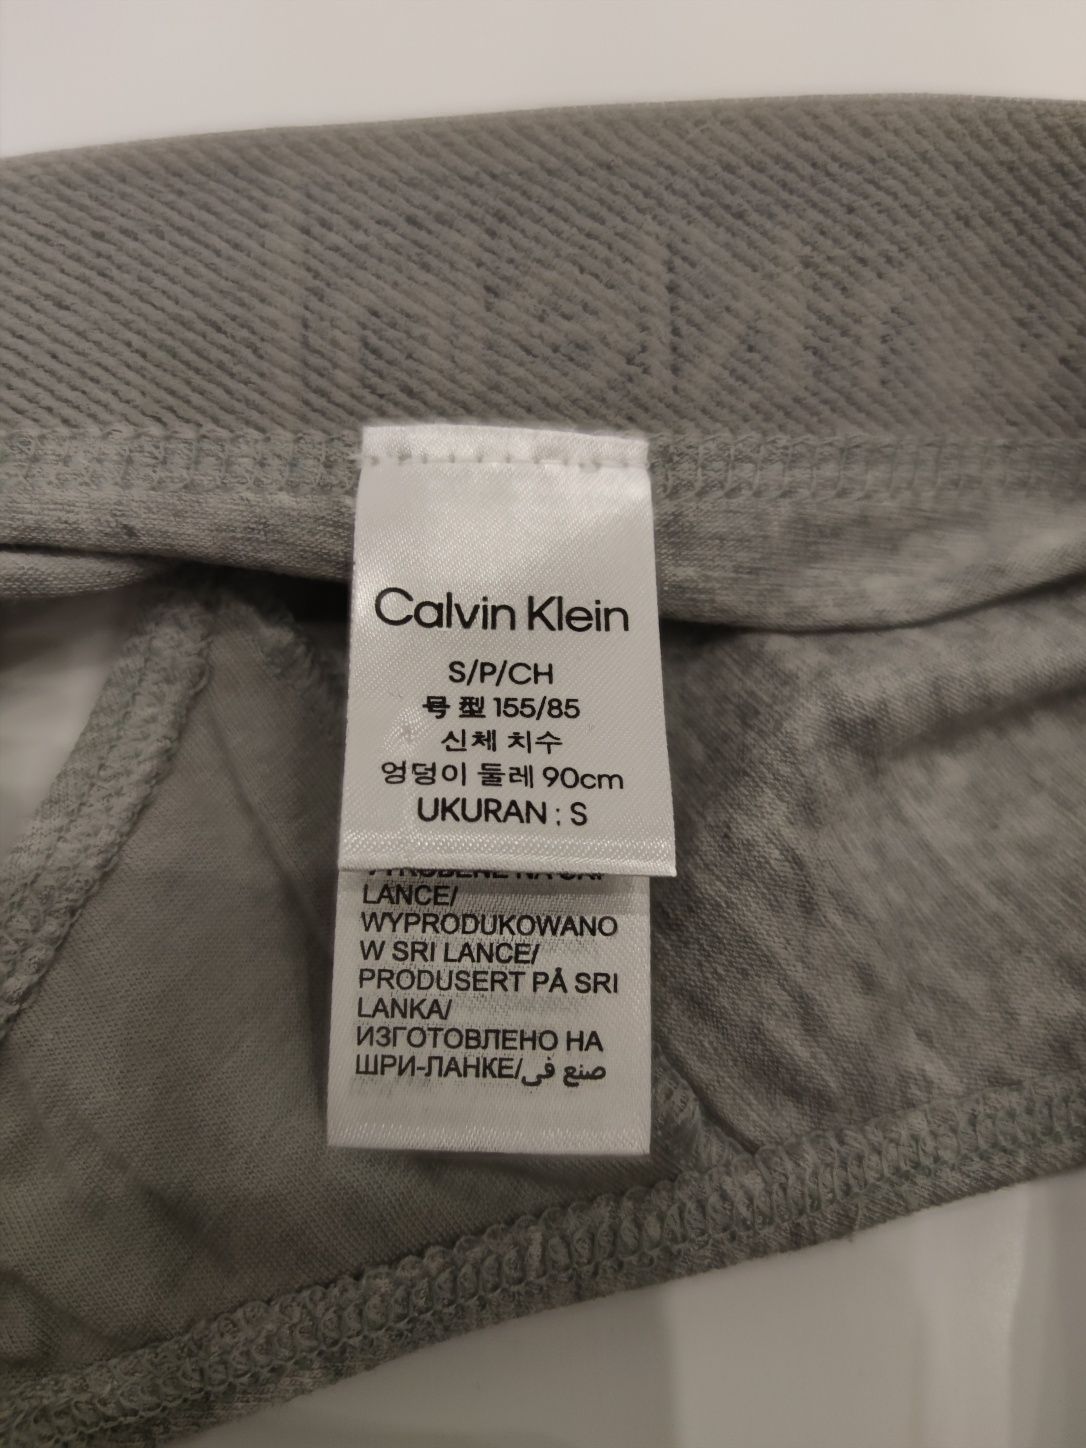 Calvin Klein
S/P/CH
号型 155/85
신체 치수
엉덩이 둘레 90cm
UKURAN : S
LANCE/
WYPRODUKOWANO
W SRI LANCE/
PRODUSERT PÅ SRI
LANKA/
ИЗГОТОВЛЕНО НА
ШРИ-ЛАНКЕ/صنع في